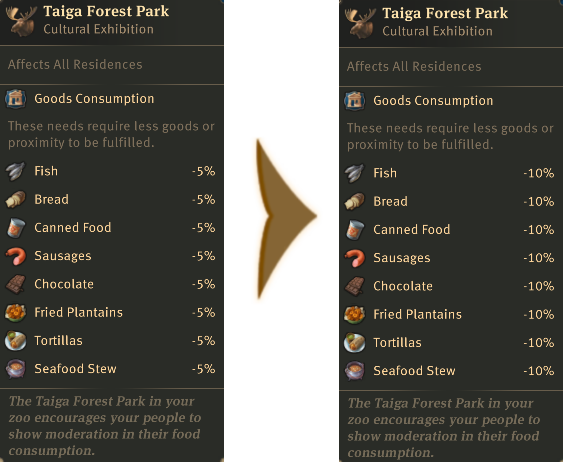 Taiga Forest Park
Cultural Exhibition
Affects All Residences
Goods Consumption
These needs require less goods or
proximity to be fulfilled.
Fish -5%
Bread -5%
Canned Food -5%
Sausages -5%
Chocolate -5%
Fried Plantains -5%
Tortillas -5%
Seafood Stew -5%
The Taiga Forest Park in your
zoo encourages your people to
show moderation in their food
consumption.
Taiga Forest Park
Cultural Exhibition
Affects All Residences
Goods Consumption
These needs require less goods or
proximity to be fulfilled.
Fish -10%
Bread -10%
Canned Food -10%
Sausages -10%
Chocolate -10%
Fried Plantains -10%
Tortillas -10%
Seafood Stew -10%
The Taiga Forest Park in your
zoo encourages your people to
show moderation in their food
consumption.